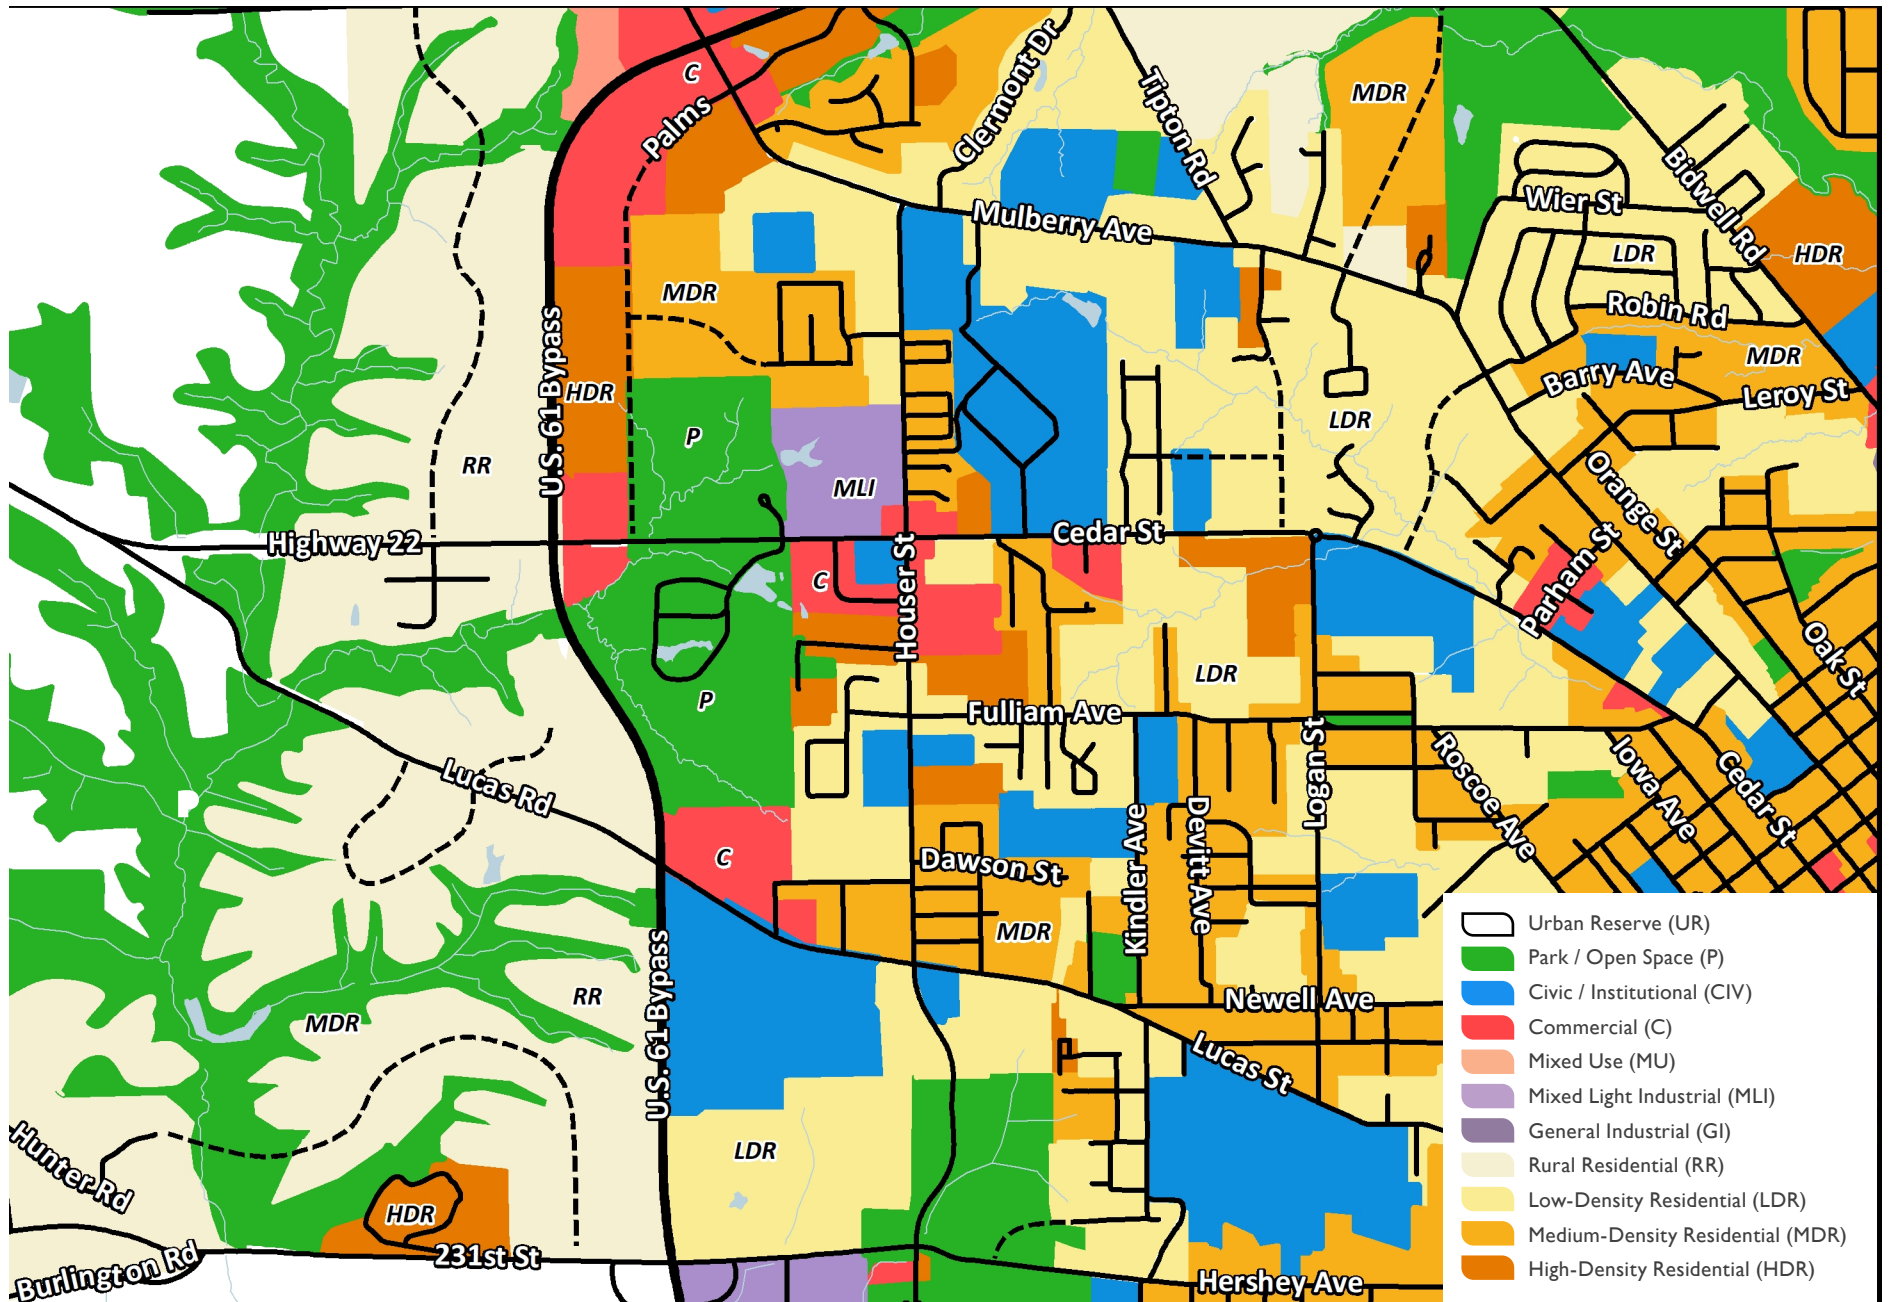 C
Palms
Clermont Dr
Tipton Rd
MDR
Bidwell Rd
Wier St
Mulberry Ave
LDR
HDR
MDR
Robin Rd
U.S. 61 Bypass
HDR
MDR
Barry Ave
Leroy St
P
LDR
RR
MLI
Orange St
Highway 22
Cedar St
Parham St
C
Houser St
Oak St
LDR
P
Fulliam Ave
Logan St
Roscoe Ave
Iowa Ave
Cedar St
Lucas Rd
C
Dawson St
Kindler Ave
Devitt Ave
MDR
U.S. 61 Bypass
RR
MDR
Newell Ave
Lucas St
LDR
Hunter Rd
HDR
231st St
Burlington Rd
Hershey Ave
Urban Reserve (UR)
Park / Open Space (P)
Civic / Institutional (CIV)
Commercial (C)
Mixed Use (MU)
Mixed Light Industrial (MLI)
General Industrial (GI)
Rural Residential (RR)
Low-Density Residential (LDR)
Medium-Density Residential (MDR)
High-Density Residential (HDR)